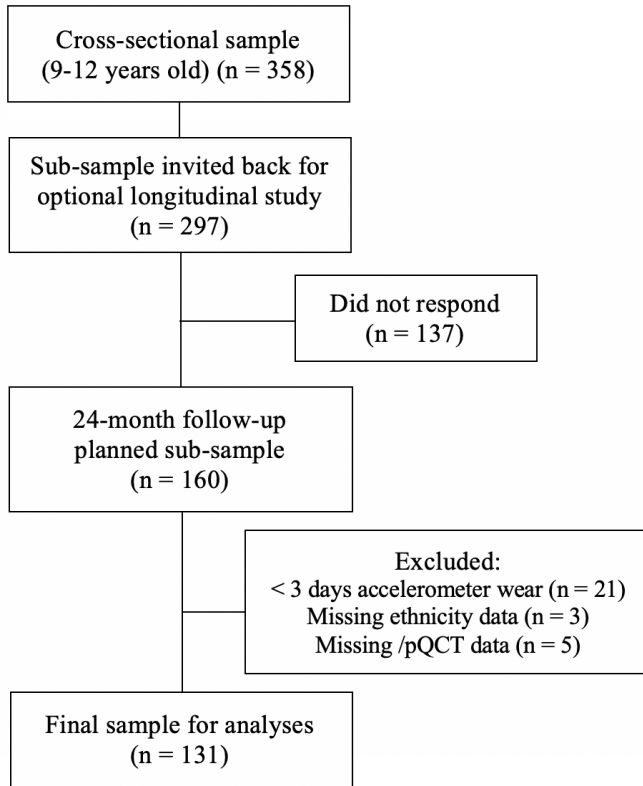 Cross-sectional sample
(9-12 years old) (n = 358)
Sub-sample invited back for
optional longitudinal study
(n = 297)
Did not respond
(n = 137)
24-month follow-up
planned sub-sample
(n = 160)
Excluded:
< 3 days accelerometer wear (n = 21)
Missing ethnicity data (n = 3)
Missing /pQCT data (n = 5)
Final sample for analyses
(n = 131)